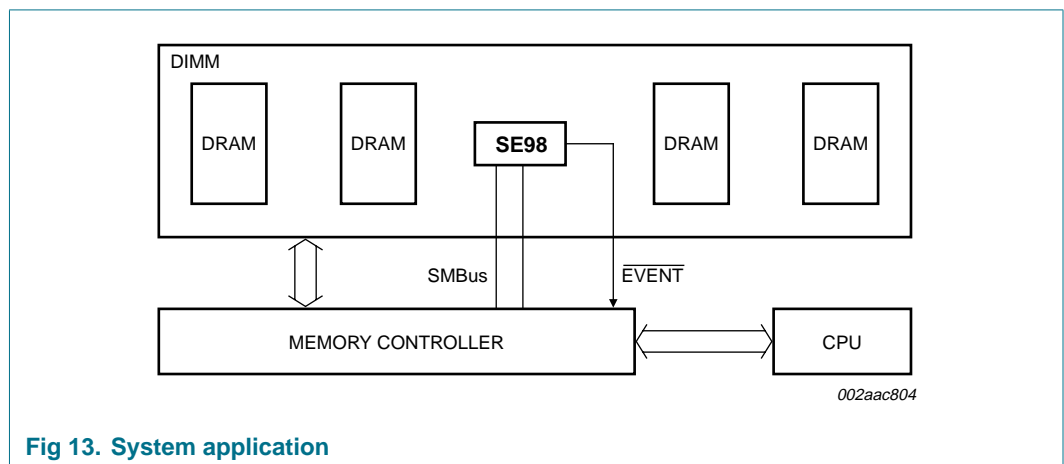 DIMM
DRAM
DRAM
SE98
DRAM
DRAM
SMBus
EVENT
MEMORY CONTROLLER
CPU
002aac804
Fig 13. System application